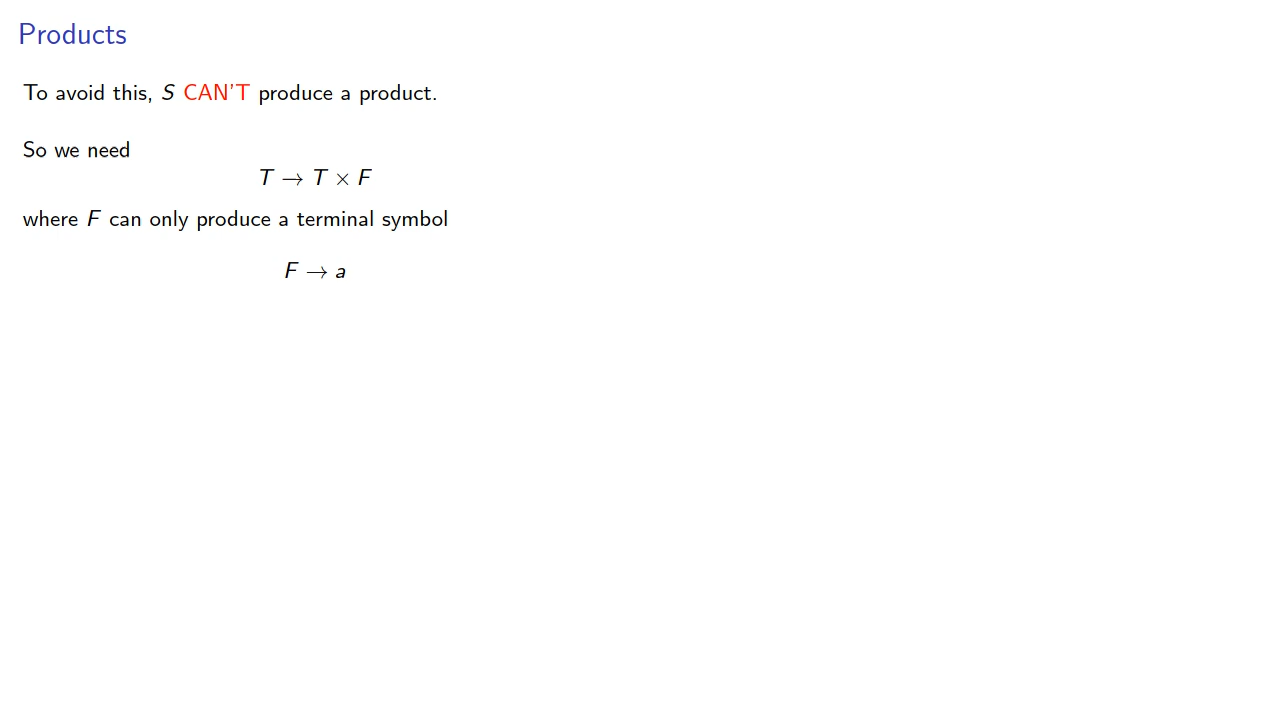 Products
To avoid this, S CAN'T produce a product.
So we need
T → T × F
where F can only produce a terminal symbol
F → a